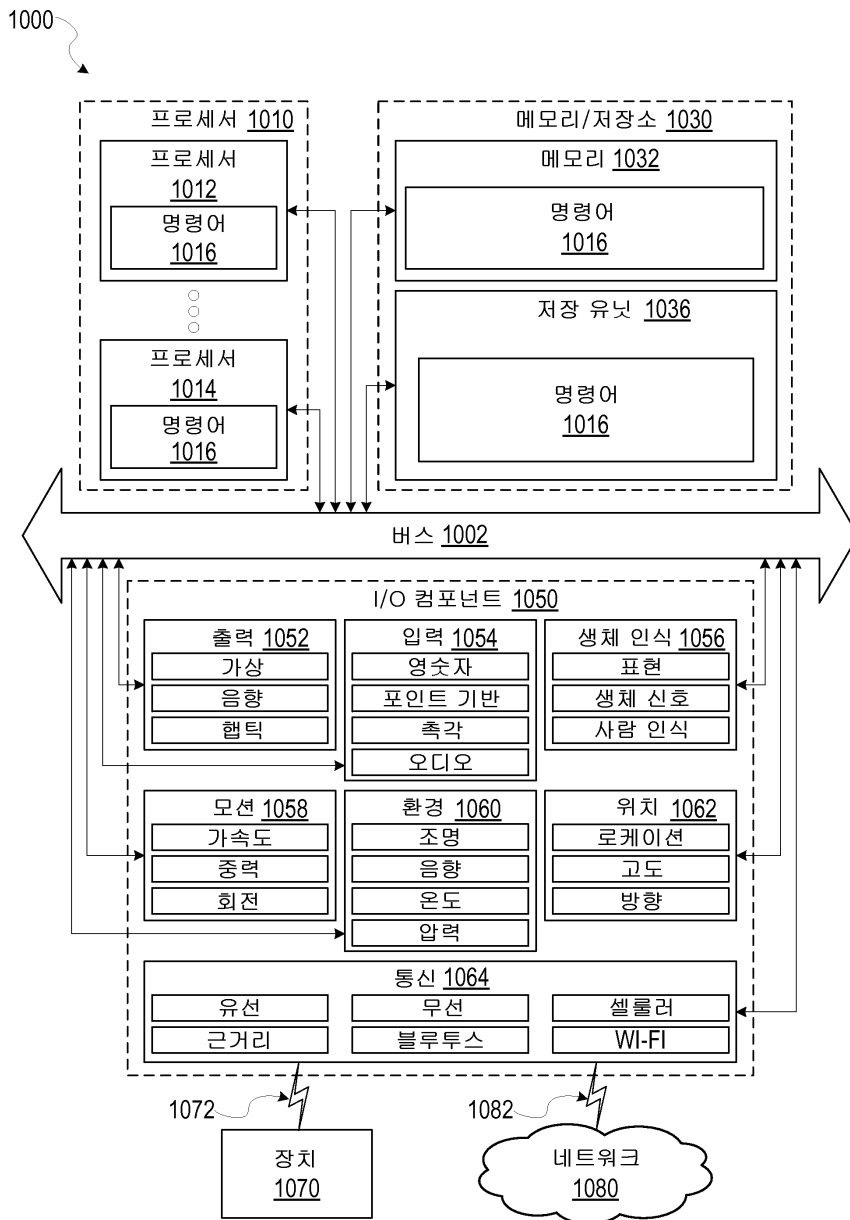 1000
프로세서 1010
프로세서
1012
명령어
1016
프로세서
1014
명령어
1016
메모리/저장소 1030
메모리 1032
명령어
1016
저장 유닛 1036
명령어
1016
버스 1002
I/O 컴포넌트 1050
출력 1052
가상
음향
햅틱
입력 1054
영숫자
포인트 기반
촉각
오디오
생체 인식 1056
표현
생체 신호
사람 인식
모션 1058
가속도
중력
회전
환경 1060
조명
음향
온도
압력
위치 1062
로케이션
고도
방향
통신 1064
유선
무선
셀룰러
근거리
블루투스
WI-FI
1072
1082
장치
1070
네트워크
1080